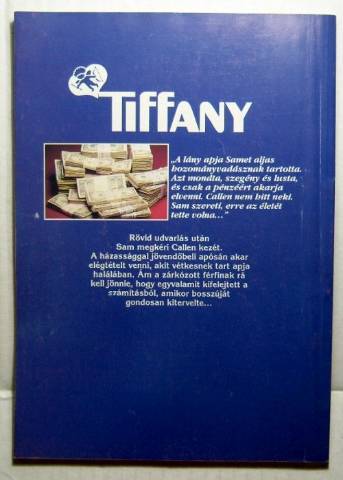 TIFFANY
„A lány apja Samet aljas
hozományvadásznak tartotta.
Azt mondta, szegény és lusta,
és csak a pénzéért akarja
elvenni. Callen nem hitt neki.
Sam szereti, erre az életét
tette volna...”
Rövid udvarlás után
Sam megkéri Callen kezét.
A házassággal jövendőbeli apósán akar
elégtételt venni, akit vétkesnek tart apja
halálában. Ám a zárkózott férfinak rá
kell jönnie, hogy egyvalamit kifelejtett a
számításból, amikor bosszúját
gondosan kitervelte...